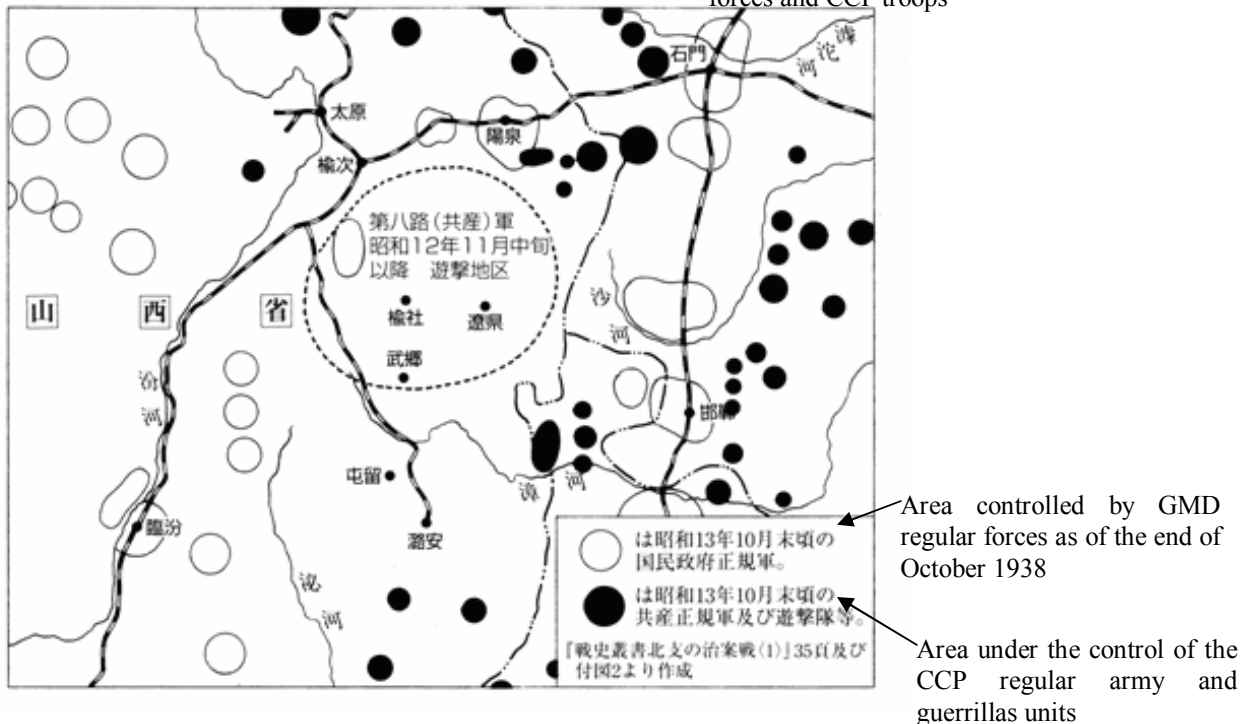 forces and CCP troops
石門
滹
沱
河
太原
陽泉
楡次
第八路(共産)軍
昭和12年11月中旬
以降 遊撃地区
山西省
楡社
遼県
沙
河
武郷
汾
河
邯鄲
屯留
漳河
臨汾
潞安
沁
河
は昭和13年10月末頃の
国民政府正規軍。
は昭和13年10月末頃の
共産正規軍及び遊撃隊等。
『戦史叢書北支の治案戦(1)』35頁及び
付図2より作成
Area controlled by GMD
regular forces as of the end of
October 1938
Area under the control of the
CCP regular army and
guerrillas units